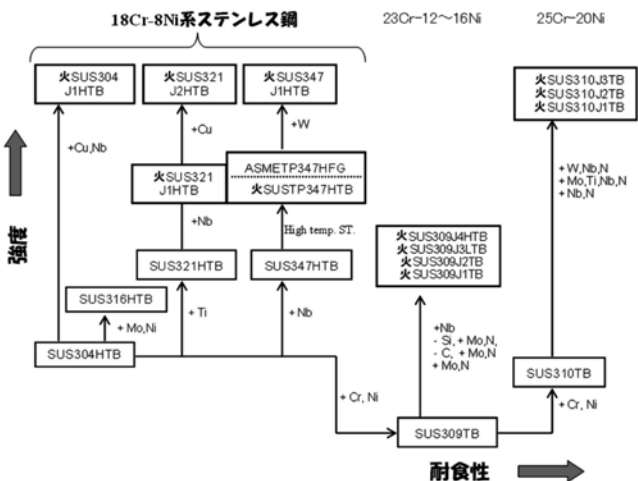 18Cr-8Ni系ステンレス鋼
23Cr-12～16Ni
25Cr-20Ni
火SUS304
J1HTB
火SUS321
J2HTB
火SUS347
J1HTB
火SUS310J3TB
火SUS310J2TB
火SUS310J1TB
+Cu,Nb
+Cu
+W
火SUS321
J1HTB
ASMETP347HFG
火SUSTP347HTB
+W,Nb,N
+Mo,Ti,Nb,N
+Nb,N
強度
+Nb
High temp. ST.
火SUS309J4HTB
火SUS309J3LTB
火SUS309J2TB
火SUS309J1TB
SUS321HTB
SUS347HTB
SUS316HTB
+ Mo,Ni
+ Ti
+ Nb
+Nb
- Si, + Mo,N,
- C, + Mo,N
+ Mo,N
SUS304HTB
SUS310TB
+ Cr, Ni
+ Cr, Ni
SUS309TB
耐食性